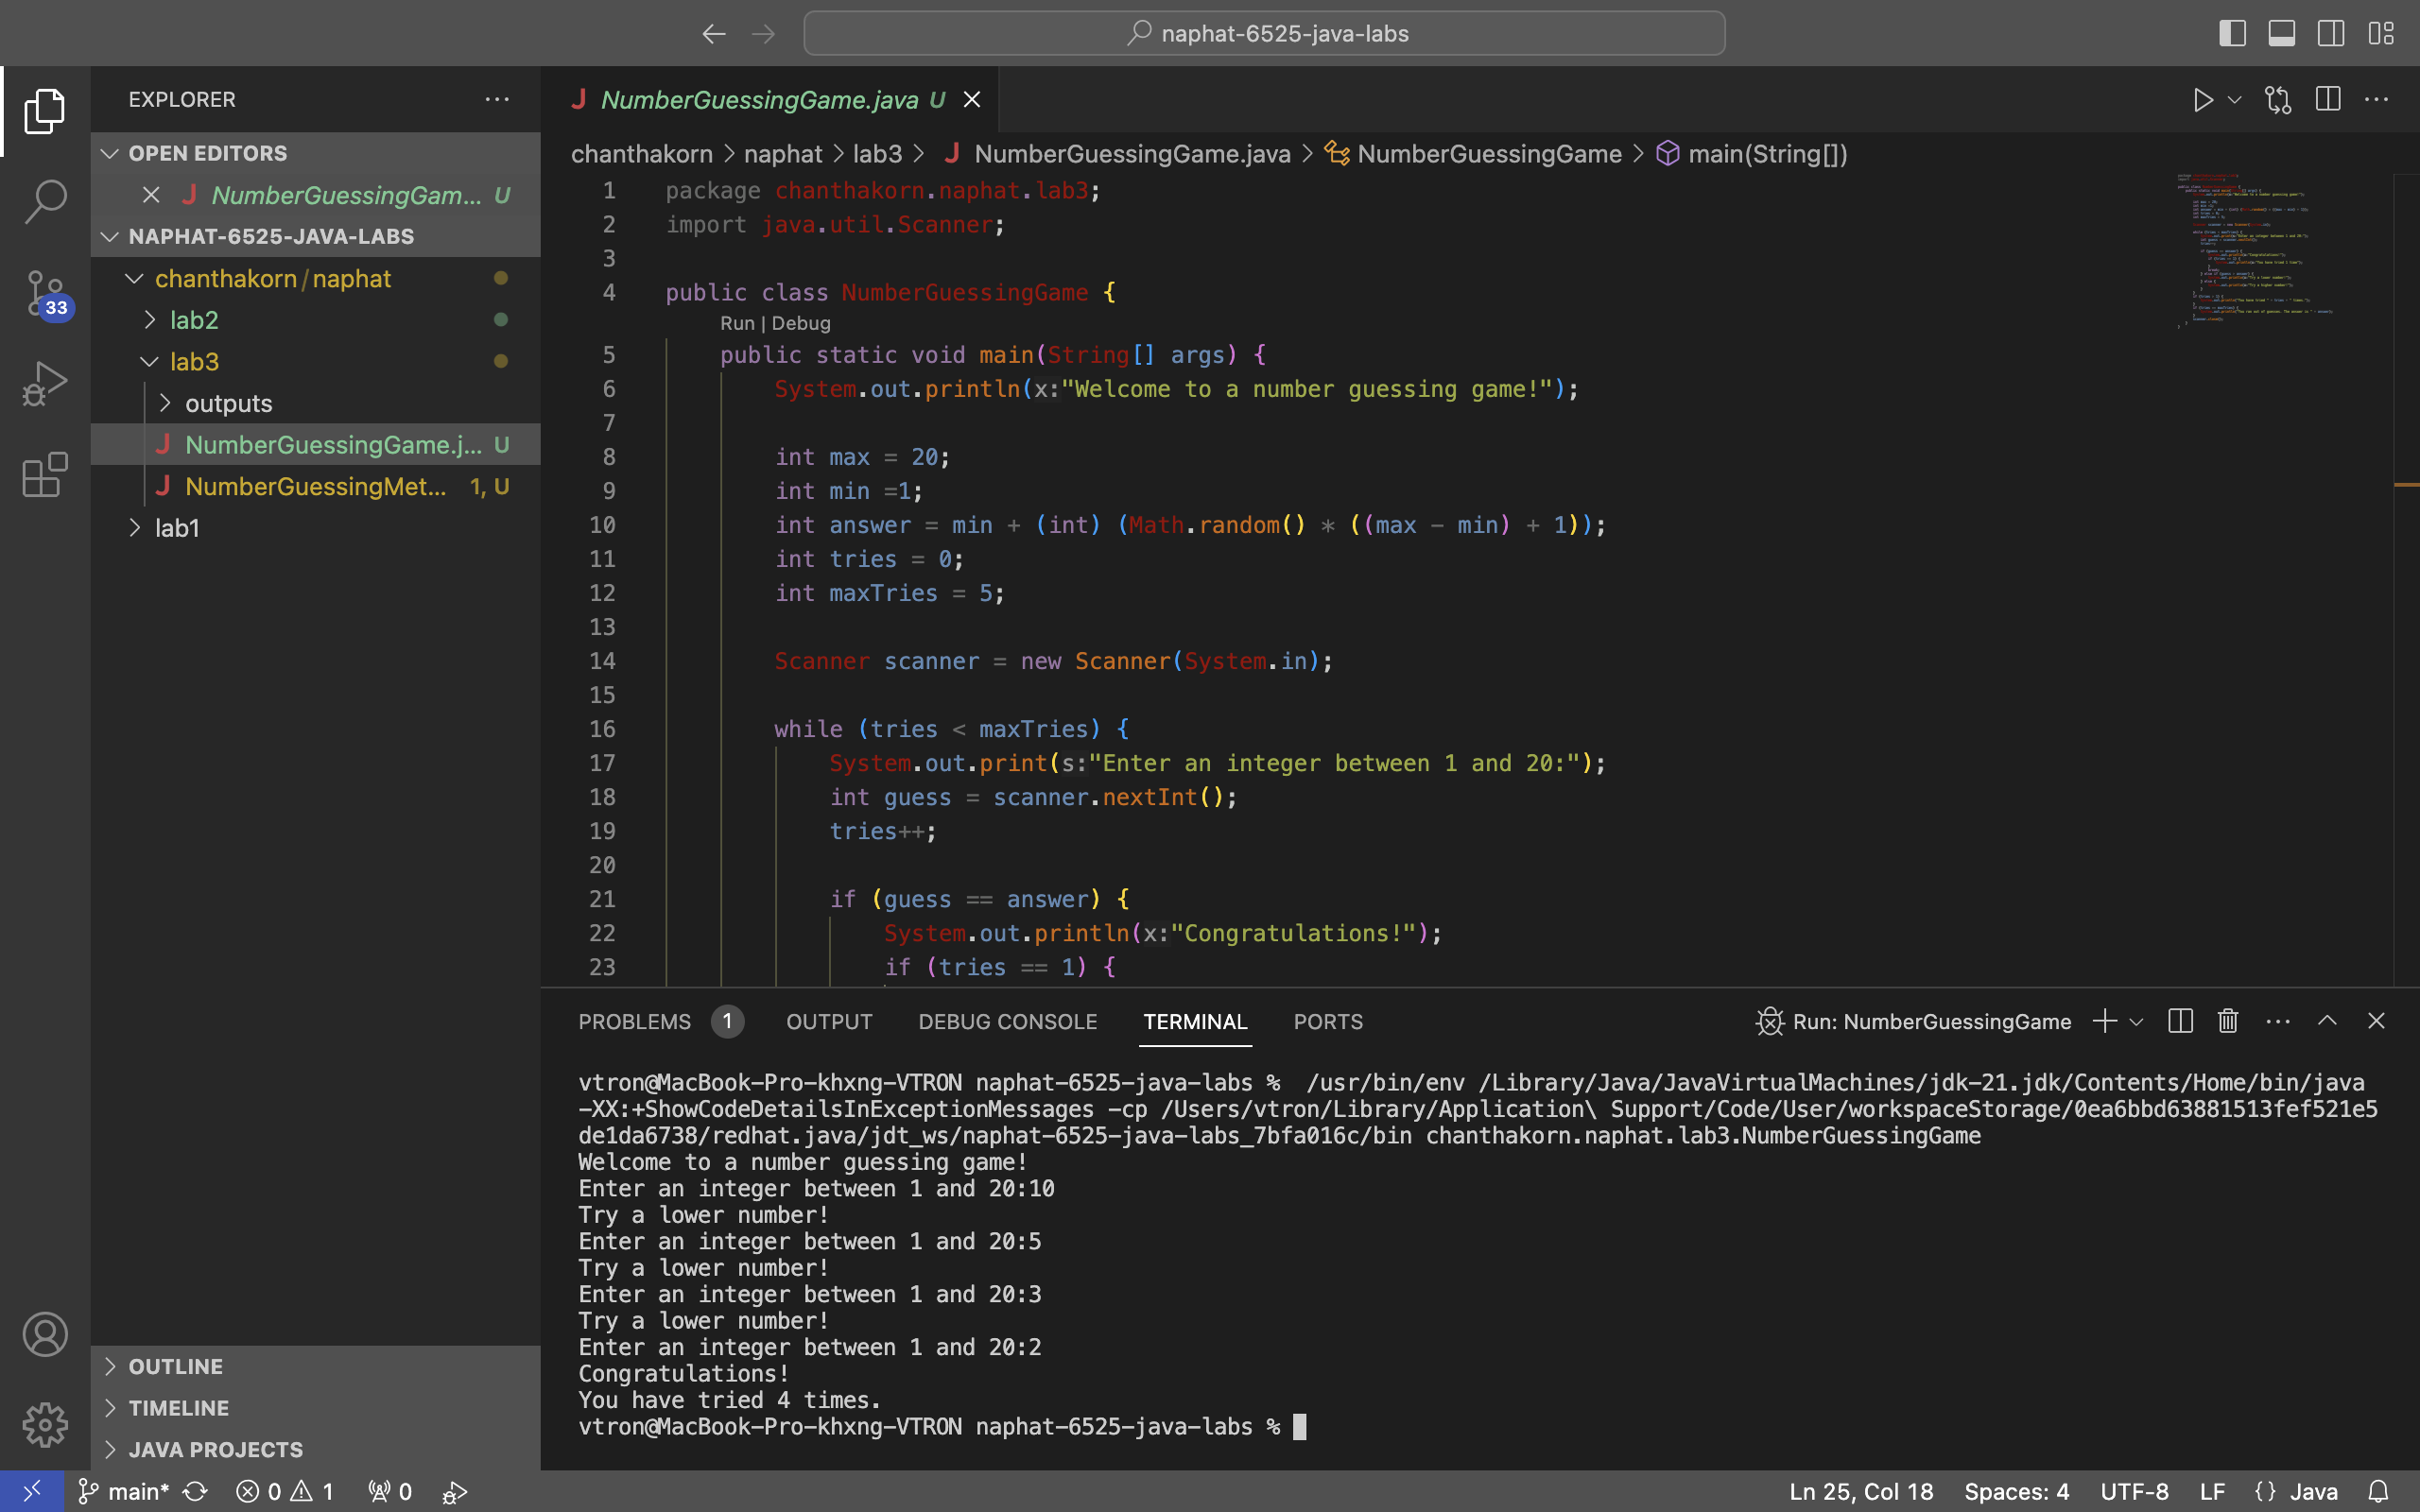 naphat-6525-java-labs
EXPLORER
OPEN EDITORS
NumberGuessingGam... U
NAPHAT-6525-JAVA-LABS
chanthakorn/naphat
lab2
lab3
outputs
NumberGuessingGame.j... U
NumberGuessingMet... 1, U
lab1
33
OUTLINE
TIMELINE
JAVA PROJECTS
NumberGuessingGame.java U
chanthakorn > naphat > lab3 > NumberGuessingGame.java > NumberGuessingGame > main(String[])
1 package chanthakorn.naphat.lab3;
2 import java.util.Scanner;
3
4 public class NumberGuessingGame {
Run | Debug
5 public static void main(String[] args) {
6 System.out.println(x:"Welcome to a number guessing game!");
7
8 int max = 20;
9 int min =1;
10 int answer = min + (int) (Math.random() * ((max - min) + 1));
11 int tries = 0;
12 int maxTries = 5;
13
14 Scanner scanner = new Scanner(System.in);
15
16 while (tries < maxTries) {
17 System.out.print(s:"Enter an integer between 1 and 20:");
18 int guess = scanner.nextInt();
19 tries++;
20
21 if (guess == answer) {
22 System.out.println(x:"Congratulations!");
23 if (tries == 1) {
PROBLEMS 1 OUTPUT DEBUG CONSOLE TERMINAL PORTS
Run: NumberGuessingGame
vtron@MacBook-Pro-khxng-VTRON naphat-6525-java-labs % /usr/bin/env /Library/Java/JavaVirtualMachines/jdk-21.jdk/Contents/Home/bin/java
-XX:+ShowCodeDetailsInExceptionMessages -cp /Users/vtron/Library/Application\ Support/Code/User/workspaceStorage/0ea6bbd63881513fef521e5
de1da6738/redhat.java/jdt_ws/naphat-6525-java-labs_7bfa016c/bin chanthakorn.naphat.lab3.NumberGuessingGame
Welcome to a number guessing game!
Enter an integer between 1 and 20:10
Try a lower number!
Enter an integer between 1 and 20:5
Try a lower number!
Enter an integer between 1 and 20:3
Try a lower number!
Enter an integer between 1 and 20:2
Congratulations!
You have tried 4 times.
vtron@MacBook-Pro-khxng-VTRON naphat-6525-java-labs %
main* 0 1 0
Ln 25, Col 18 Spaces: 4 UTF-8 LF {} Java